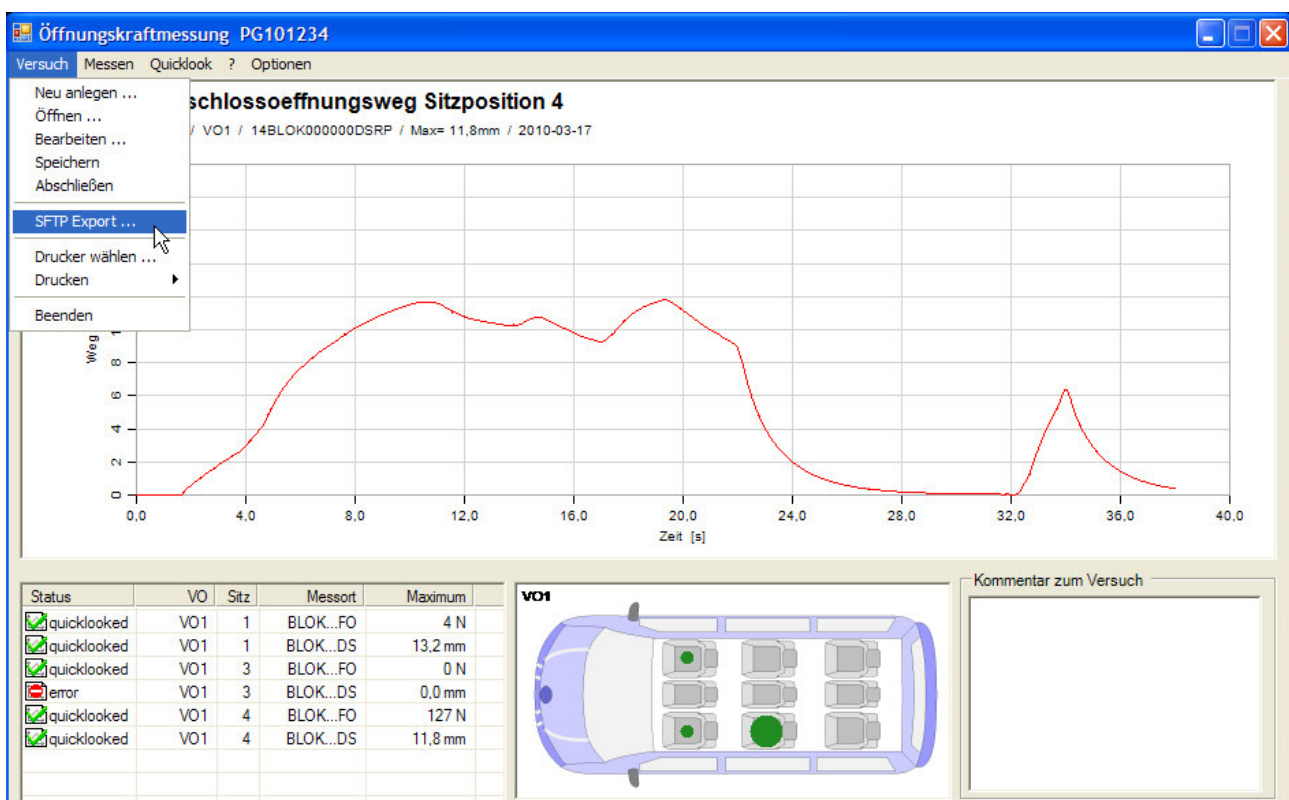 Öffnungskraftmessung PG101234
Versuch Messen Quicklook ? Optionen
Neu anlegen ...
Öffnen ...
Bearbeiten ...
Speichern
Abschließen
SFTP Export ...
Drucker wählen ...
Drucken
Beenden
schlossoeffnungsweg Sitzposition 4
/ VO1 / 14BLOK000000DSRP / Max= 11,8mm / 2010-03-17
Weg
8
6
4
2
0
0,0 4,0 8,0 12,0 16,0 20,0 24,0 28,0 32,0 36,0 40,0
Zeit [s]
Status VO Sitz Messort Maximum
quicklooked VO1 1 BLOK...FO 4 N
quicklooked VO1 1 BLOK...DS 13,2 mm
quicklooked VO1 3 BLOK...FO 0 N
error VO1 3 BLOK...DS 0,0 mm
quicklooked VO1 4 BLOK...FO 127 N
quicklooked VO1 4 BLOK...DS 11,8 mm
VO1
Kommentar zum Versuch